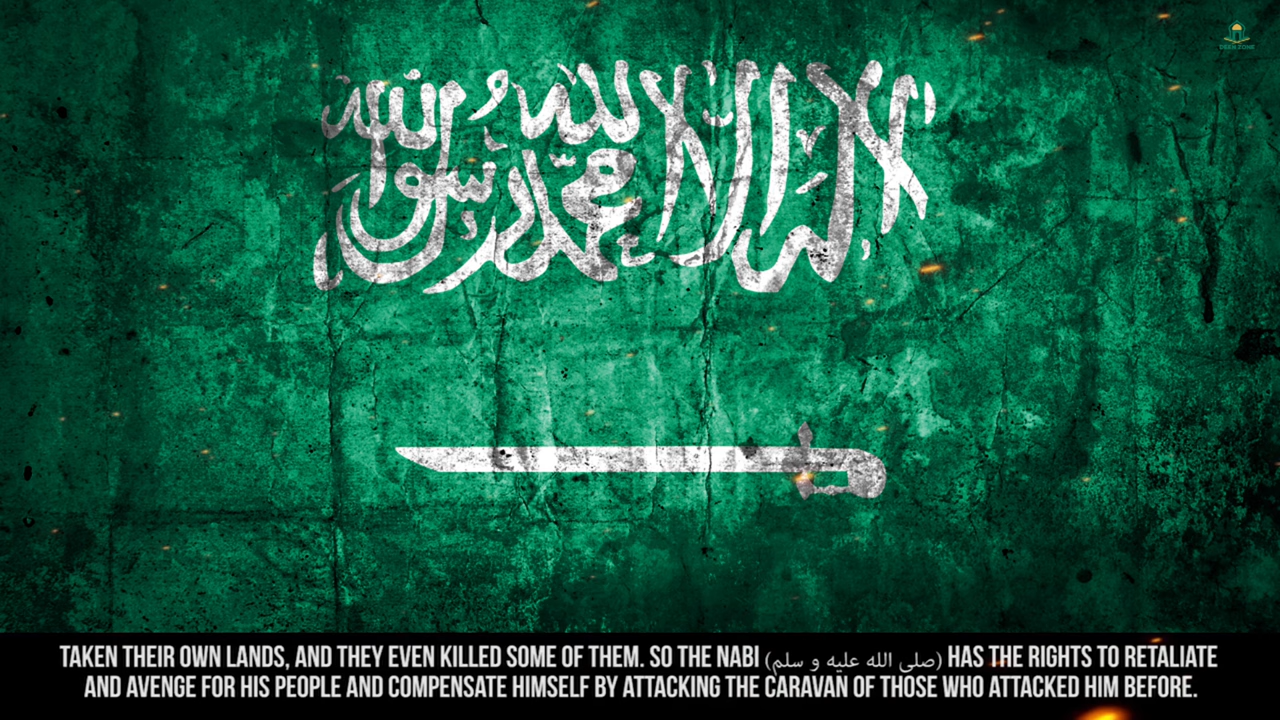 DEEN ZONE
لا إله إلا الله محمد رسول الله
TAKEN THEIR OWN LANDS, AND THEY EVEN KILLED SOME OF THEM. SO THE NABI (صلى الله عليه و سلم) HAS THE RIGHTS TO RETALIATE
AND AVENGE FOR HIS PEOPLE AND COMPENSATE HIMSELF BY ATTACKING THE CARAVAN OF THOSE WHO ATTACKED HIM BEFORE.